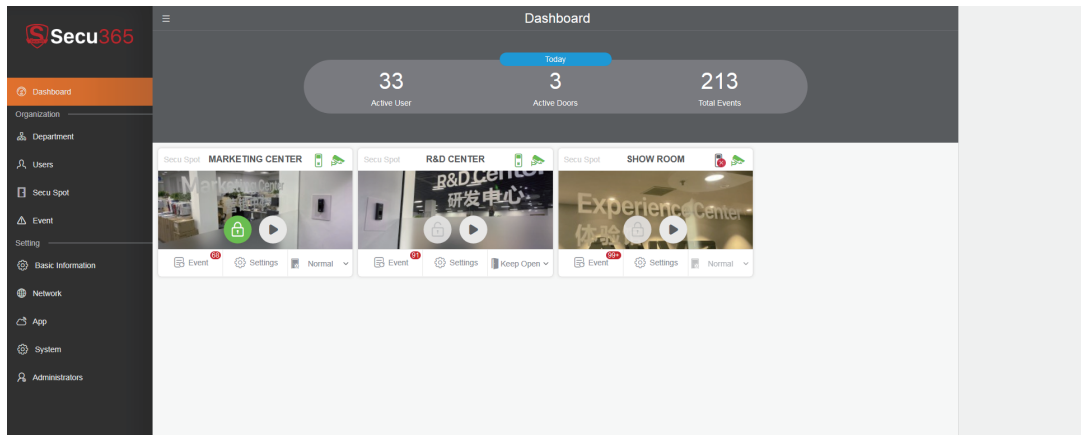 Secu365
Dashboard
Organization
Department
Users
Secu Spot
Event
Setting
Basic Information
Network
App
System
Administrators
Dashboard
Today
33
Active User
3
Active Doors
213
Total Events
Secu Spot MARKETING CENTER
Marketing Center
Event 68 Settings Normal
Secu Spot R&D CENTER
R&D Center
研发中心
Event 91 Settings Keep Open
Secu Spot SHOW ROOM
Experience Center
体验
Event 99+ Settings Normal